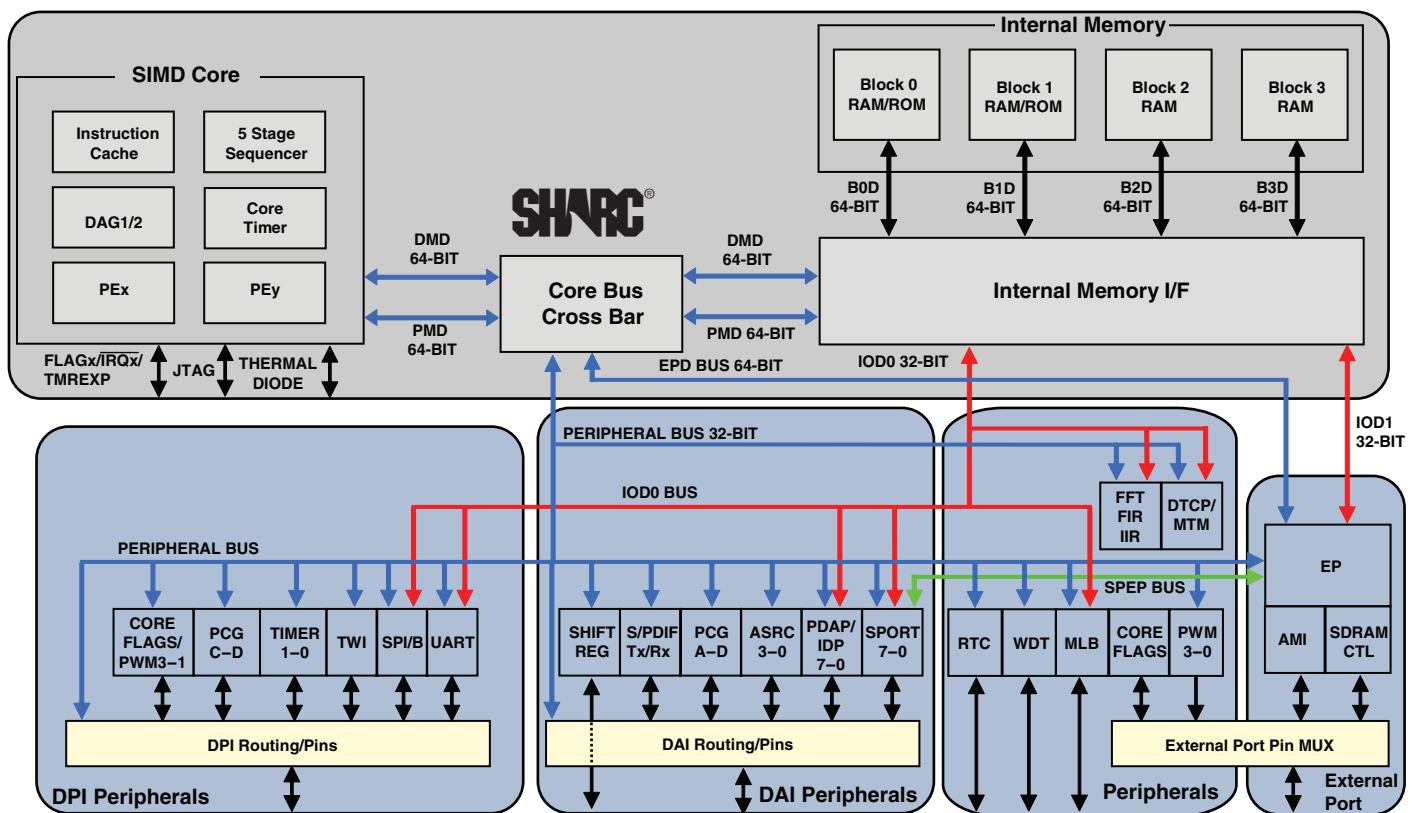 Internal Memory
SIMD Core
Block 0
RAM/ROM
Block 1
RAM/ROM
Block 2
RAM
Block 3
RAM
Instruction
Cache
5 Stage
Sequencer
DAG1/2
Core
Timer
PEx
PEy
B0D
64-BIT
B1D
64-BIT
B2D
64-BIT
B3D
64-BIT
SHARC®
DMD
64-BIT
PMD
64-BIT
Core Bus
Cross Bar
DMD
64-BIT
PMD 64-BIT
Internal Memory I/F
FLAGx/IRQx/
TMREXP
JTAG
THERMAL
DIODE
EPD BUS 64-BIT
IOD0 32-BIT
IOD1
32-BIT
PERIPHERAL BUS 32-BIT
IOD0 BUS
PERIPHERAL BUS
FFT
FIR
IIR
DTCP/
MTM
EP
SPEP BUS
CORE
FLAGS/
PWM3–1
PCG
C–D
TIMER
1–0
TWI
SPI/B
UART
SHIFT
REG
S/PDIF
Tx/Rx
PCG
A–D
ASRC
3–0
PDAP/
IDP
7–0
SPORT
7–0
RTC
WDT
MLB
CORE
FLAGS
PWM
3–0
AMI
SDRAM
CTL
DPI Routing/Pins
DAI Routing/Pins
External Port Pin MUX
DPI Peripherals
DAI Peripherals
Peripherals
External
Port